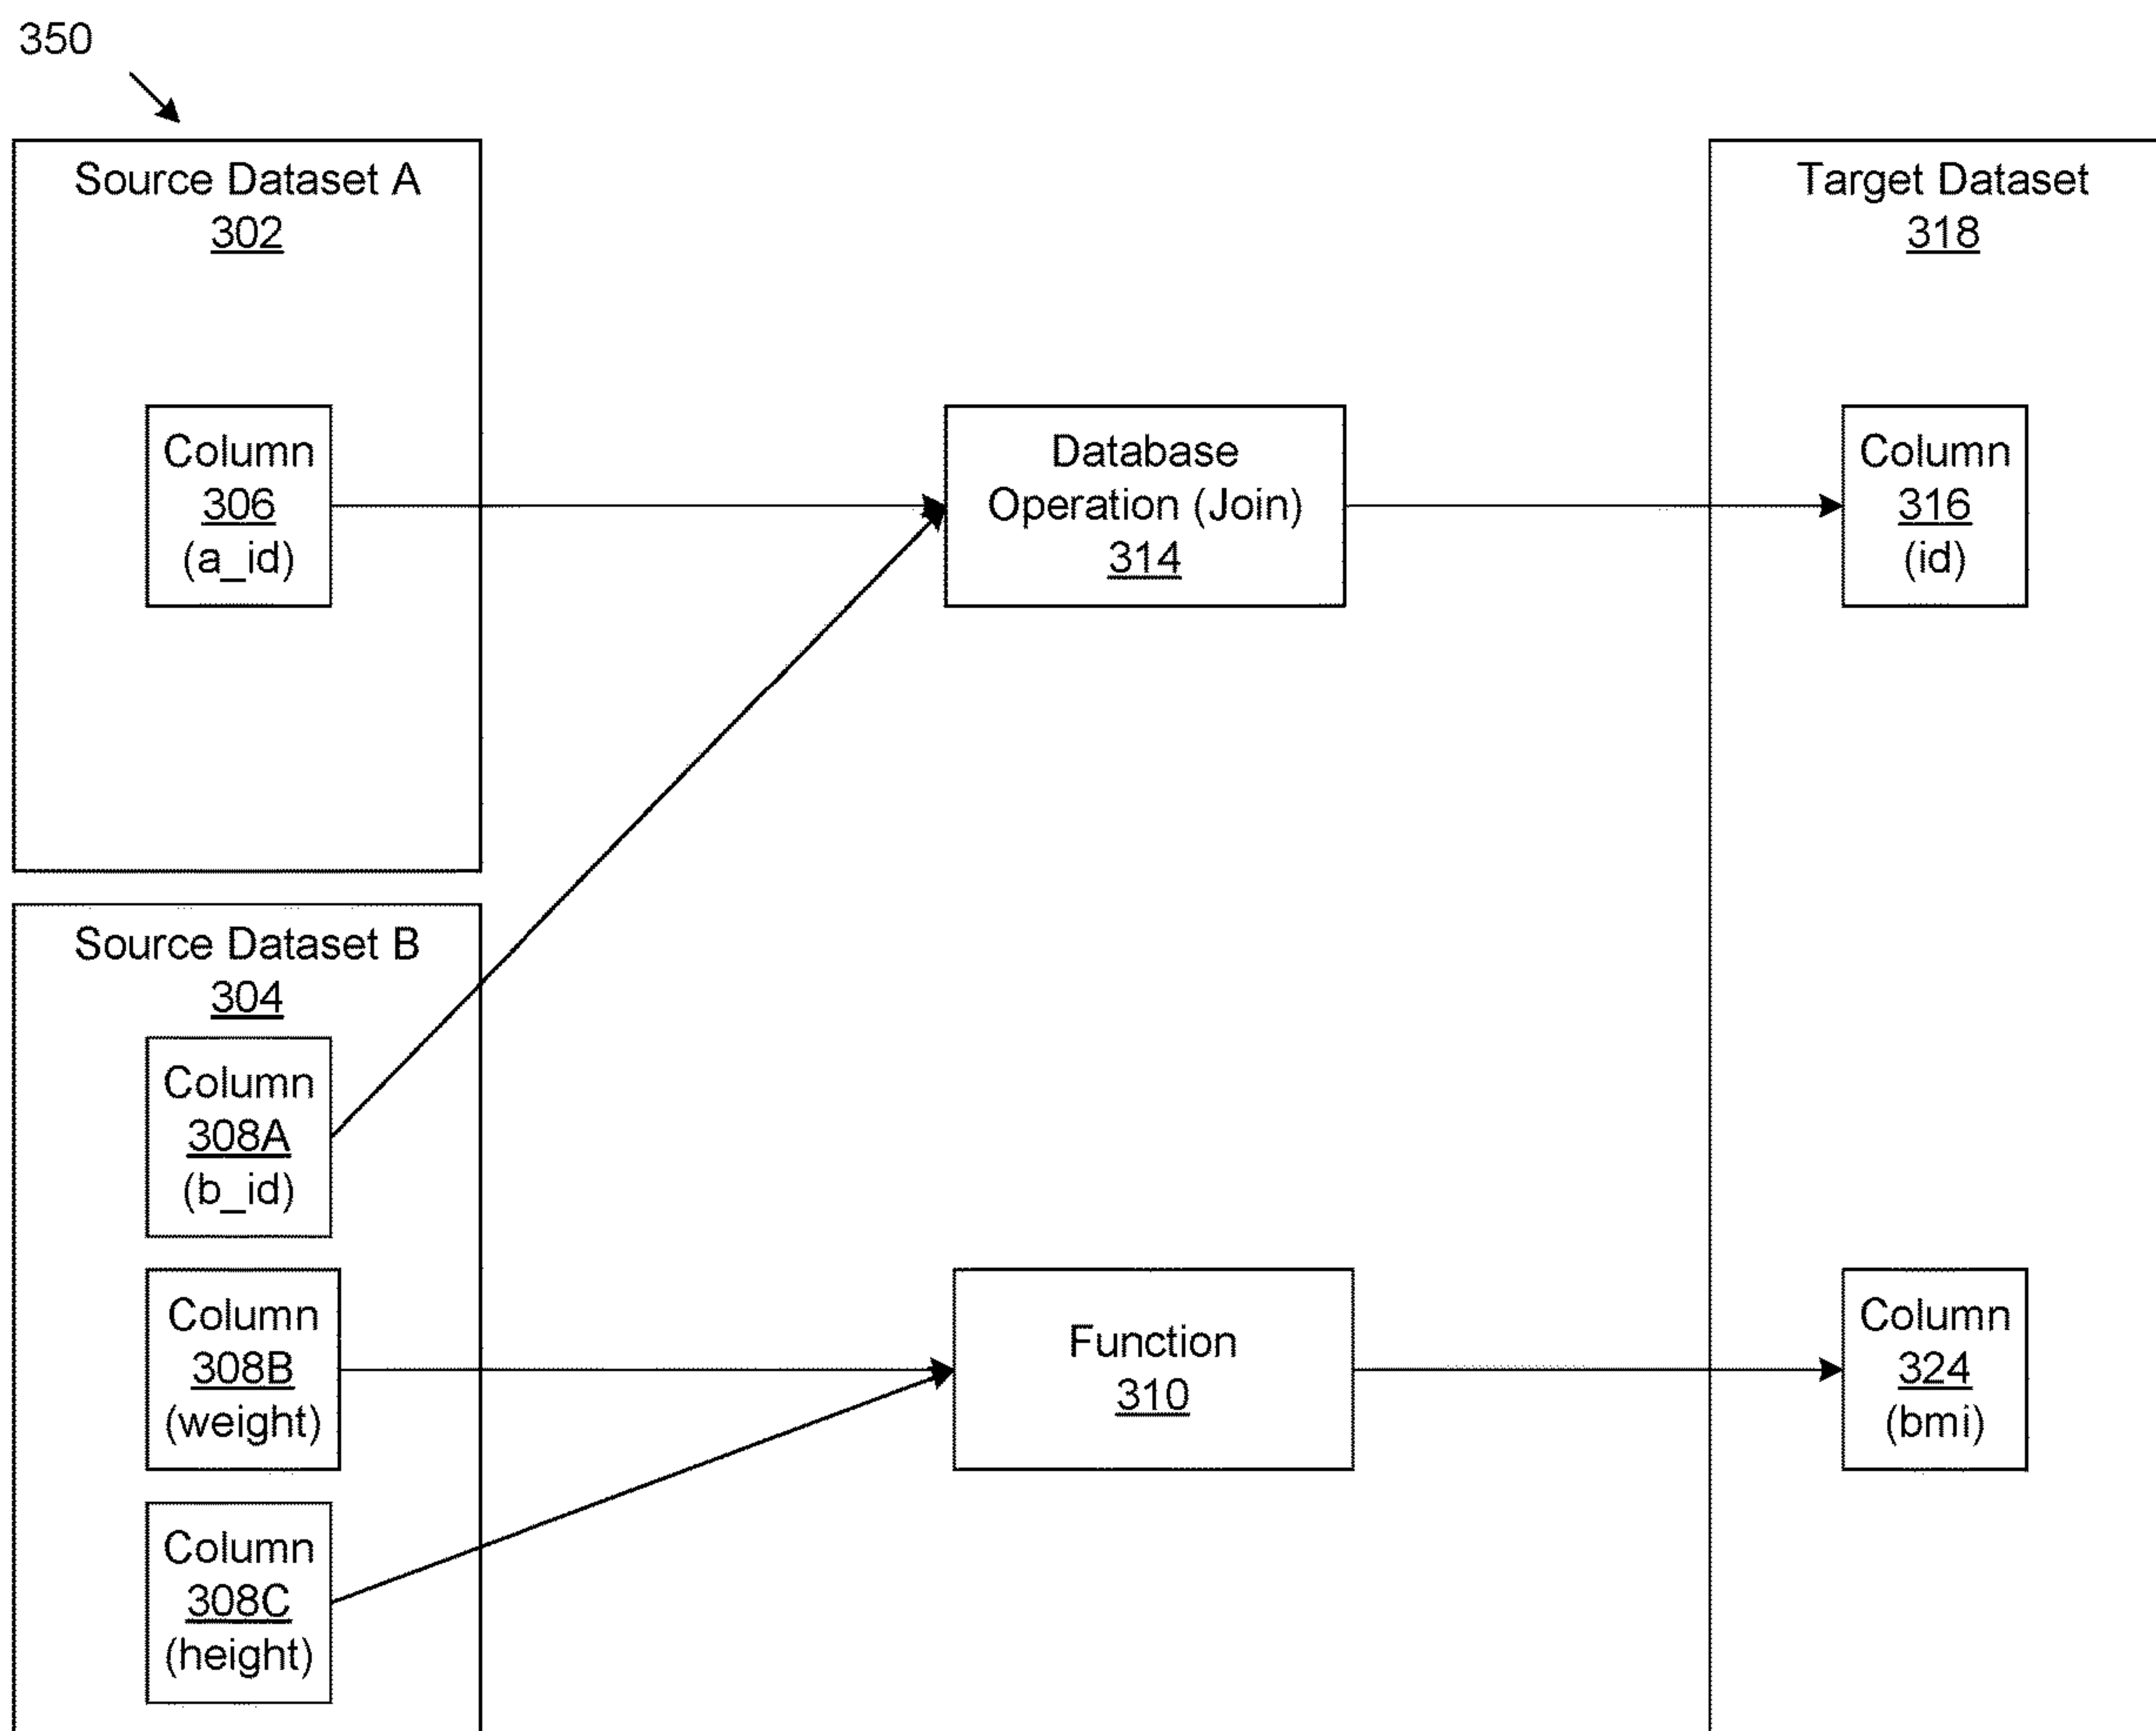 350
Source Dataset A
302
Column
306
(a_id)
Source Dataset B
304
Column
308A
(b_id)
Column
308B
(weight)
Column
308C
(height)
Database
Operation (Join)
314
Function
310
Target Dataset
318
Column
316
(id)
Column
324
(bmi)